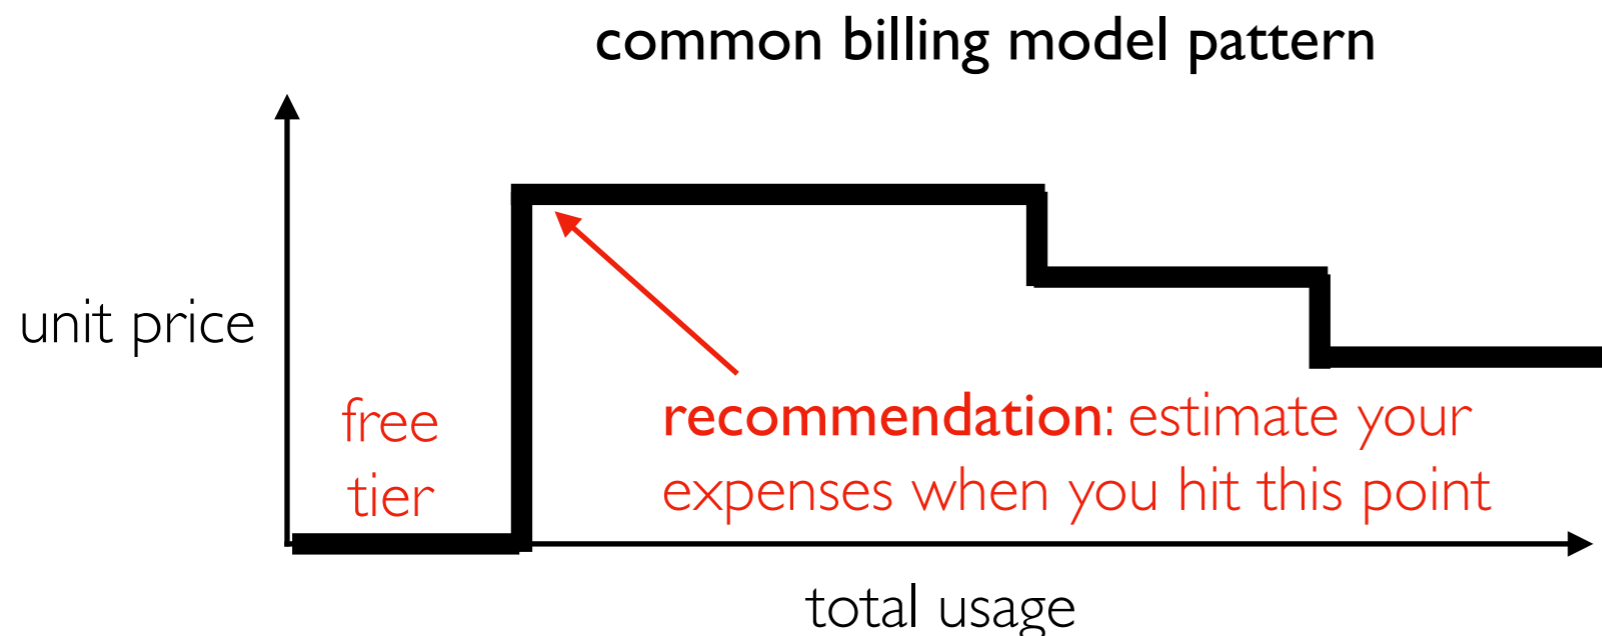 common billing model pattern
unit price
free
tier
recommendation: estimate your
expenses when you hit this point
total usage